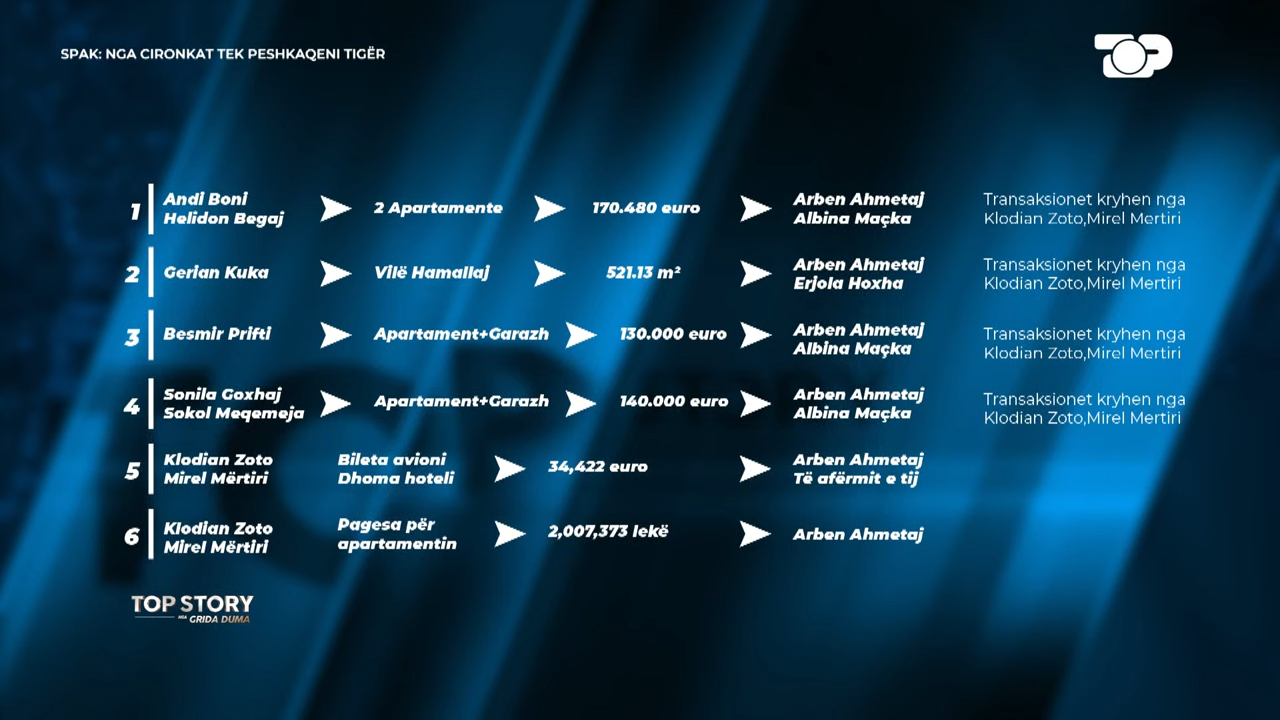 SPAK: NGA CIRONKAT TEK PESHKAQENI TIGËR
TOP
1
Andi Boni
Helidon Begaj
2 Apartamente
170.480 euro
Arben Ahmetaj
Albina Maçka
Transaksionet kryhen nga
Klodian Zoto,Mirel Mertiri
2
Gerian Kuka
Vilë Hamallaj
521.13 m²
Arben Ahmetaj
Erjola Hoxha
Transaksionet kryhen nga
Klodian Zoto,Mirel Mertiri
3
Besmir Prifti
Apartament+Garazh
130.000 euro
Arben Ahmetaj
Albina Maçka
Transaksionet kryhen nga
Klodian Zoto,Mirel Mertiri
4
Sonila Goxhaj
Sokol Meqemeja
Apartament+Garazh
140.000 euro
Arben Ahmetaj
Albina Maçka
Transaksionet kryhen nga
Klodian Zoto,Mirel Mertiri
5
Klodian Zoto
Mirel Mërtiri
Bileta avioni
Dhoma hoteli
34,422 euro
Arben Ahmetaj
Të afërmit e tij
6
Klodian Zoto
Mirel Mërtiri
Pagesa për
apartamentin
2,007,373 lekë
Arben Ahmetaj
TOP STORY
NGA GRIDA DUMA